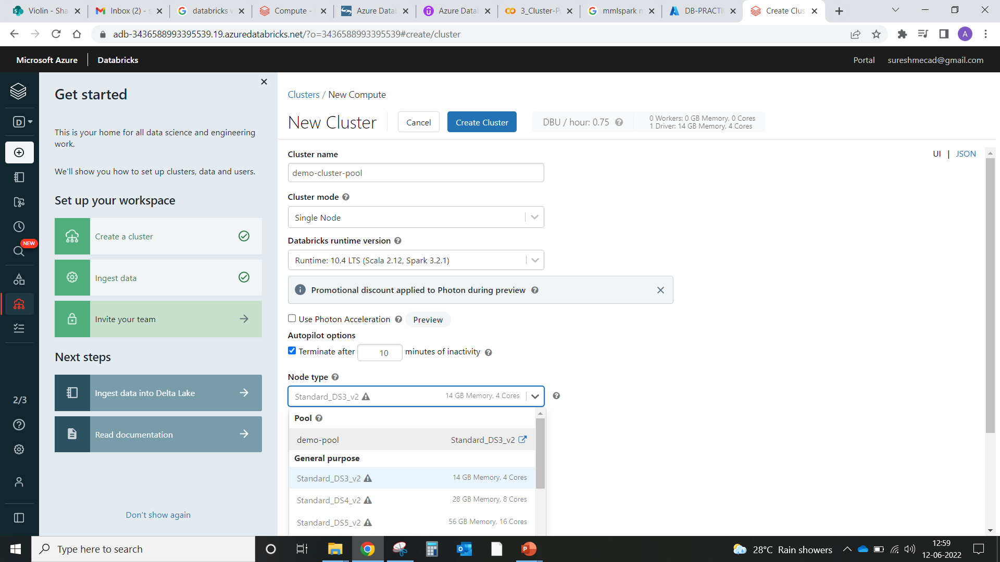 Violin - Sha
Inbox (2) - s
databricks w
Compute -
Azure Datab
Azure Datab
3_Cluster-Po
mmlspark m
DB-PRACTI
Create Clus
adb-3436588993395539.19.azuredatabricks.net/?o=3436588993395539#create/cluster
A
Microsoft Azure
Databricks
Portal
sureshmecad@gmail.com
D
NEW
2/3
Get started
This is your home for all data science and engineering
work.
We'll show you how to set up clusters, data and users.
Set up your workspace
Create a cluster
Ingest data
Invite your team
Next steps
Ingest data into Delta Lake
Read documentation
Don't show again
Clusters / New Compute
New Cluster
Cancel
Create Cluster
DBU / hour: 0.75
0 Workers: 0 GB Memory, 0 Cores
1 Driver: 14 GB Memory, 4 Cores
UI | JSON
Cluster name
demo-cluster-pool
Cluster mode
Single Node
Databricks runtime version
Runtime: 10.4 LTS (Scala 2.12, Spark 3.2.1)
Promotional discount applied to Photon during preview
Use Photon Acceleration Preview
Autopilot options
Terminate after 10 minutes of inactivity
Node type
Standard_DS3_v2 14 GB Memory, 4 Cores
Pool
demo-pool Standard_DS3_v2
General purpose
Standard_DS3_v2 14 GB Memory, 4 Cores
Standard_DS4_v2 28 GB Memory, 8 Cores
Standard_DS5_v2 56 GB Memory, 16 Cores
Type here to search
28°C Rain showers
12:59
12-06-2022